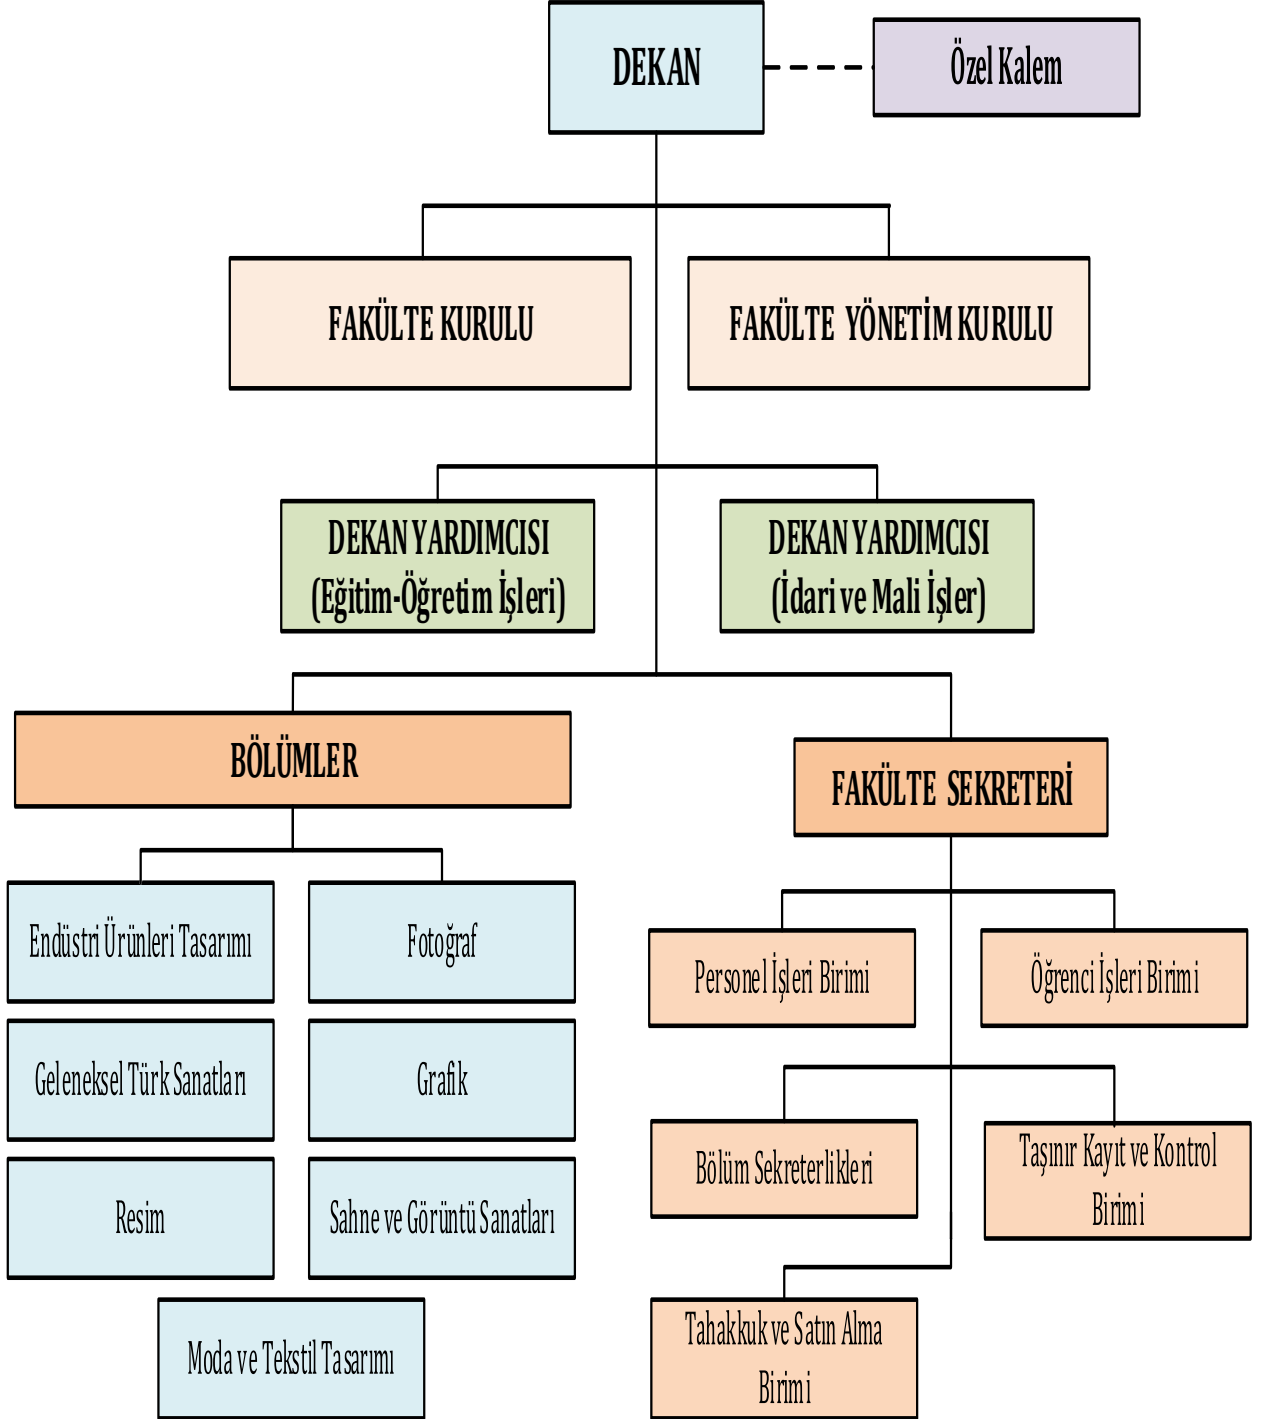 DEKAN
Özel Kalem
FAKÜLTE KURULU
FAKÜLTE YÖNETİM KURULU
DEKAN YARDIMCISI
(Eğitim-Öğretim İşleri)
DEKAN YARDIMCISI
(İdari ve Mali İşler)
BÖLÜMLER
FAKÜLTE SEKRETERİ
Endüstri Ürünleri Tasarımı
Fotoğraf
Geleneksel Türk Sanatları
Grafik
Resim
Sahne ve Görüntü Sanatları
Moda ve Tekstil Tasarımı
Personel İşleri Birimi
Öğrenci İşleri Birimi
Bölüm Sekreterlikleri
Taşınır Kayıt ve Kontrol
Birimi
Tahakkuk ve Satın Alma
Birimi